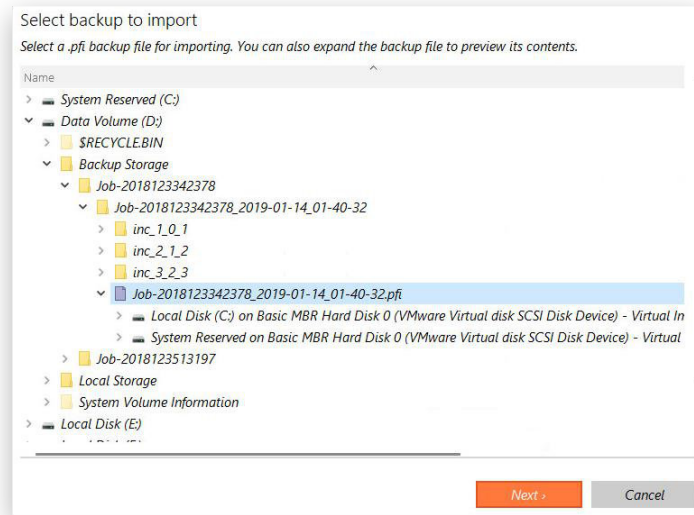 Select backup to import
Select a .pfi backup file for importing. You can also expand the backup file to preview its contents.
Name
System Reserved (C:)
Data Volume (D:)
$RECYCLE.BIN
Backup Storage
Job-2018123342378
Job-2018123342378_2019-01-14_01-40-32
inc_1_0_1
inc_2_1_2
inc_3_2_3
Job-2018123342378_2019-01-14_01-40-32.pfi
Local Disk (C:) on Basic MBR Hard Disk 0 (VMware Virtual disk SCSI Disk Device) - Virtual In
System Reserved on Basic MBR Hard Disk 0 (VMware Virtual disk SCSI Disk Device) - Virtual
Job-2018123513197
Local Storage
System Volume Information
Local Disk (E:)
Next ›
Cancel